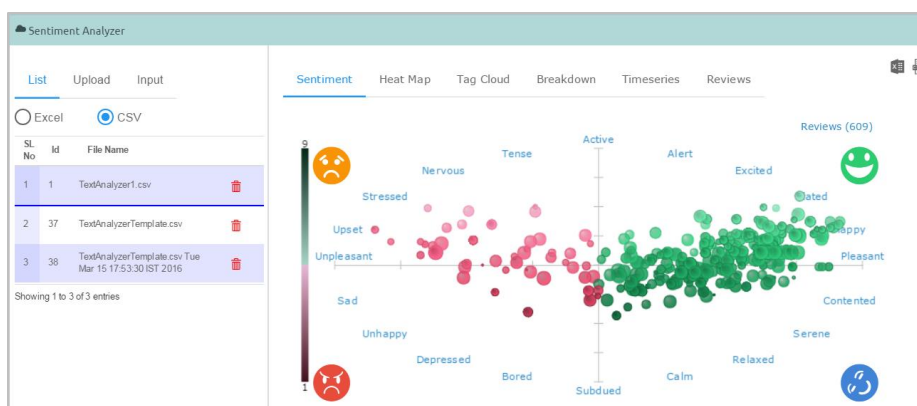 Sentiment Analyzer
List Upload Input
Excel CSV
SL No Id File Name
1 1 TextAnalyzer1.csv
2 37 TextAnalyzerTemplate.csv
3 38 TextAnalyzerTemplate.csv Tue
Mar 15 17:53:30 IST 2016
Showing 1 to 3 of 3 entries
Sentiment Heat Map Tag Cloud Breakdown Timeseries Reviews
Reviews (609)
9
Active
Tense Alert
Nervous Excited
Stressed Elated
Upset Happy
Unpleasant Pleasant
Sad Contented
Unhappy Serene
Depressed Relaxed
Bored Calm
1
Subdued